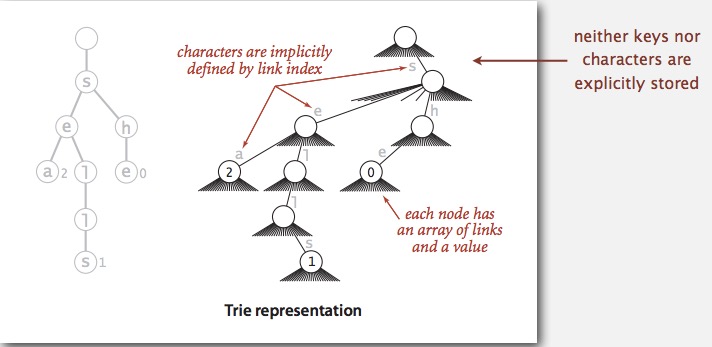 characters are implicitly
defined by link index
neither keys nor
characters are
explicitly stored
s
e
h
a 2
l
e 0
l
s 1
s
e
h
a
l
e
2
0
l
s
1
each node has
an array of links
and a value
Trie representation